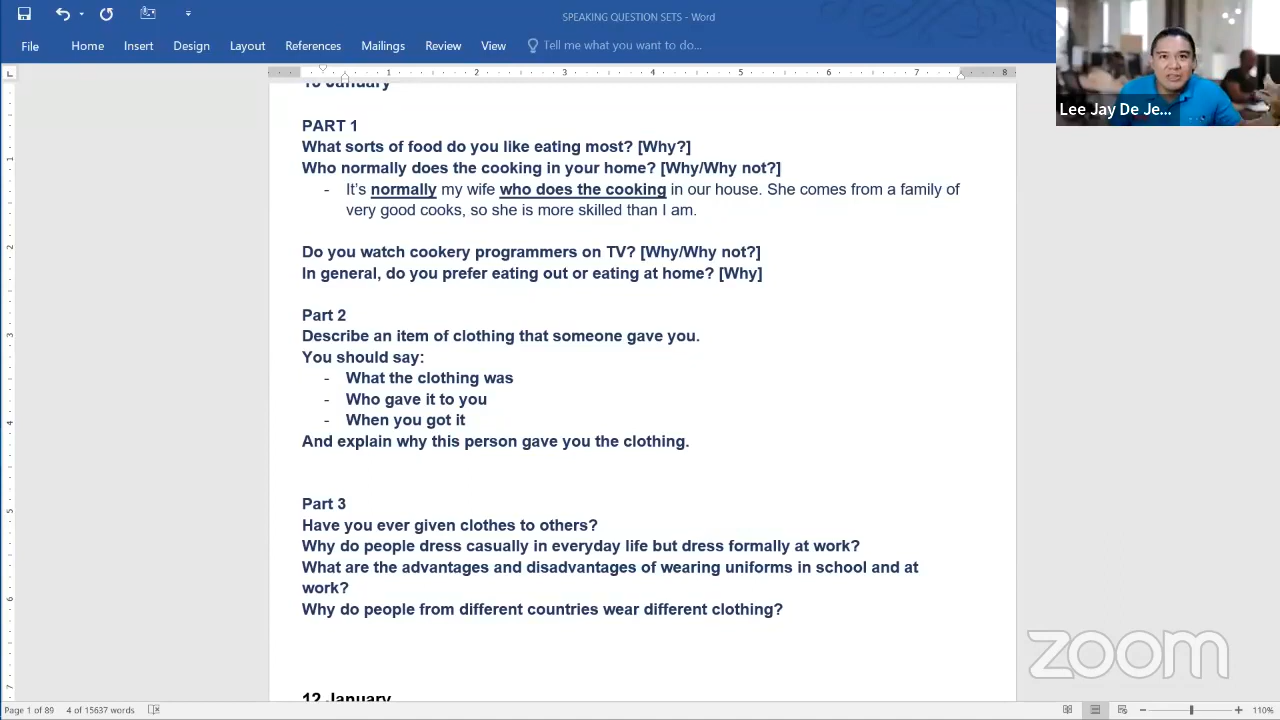 SPEAKING QUESTION SETS - Word
File Home Insert Design Layout References Mailings Review View Tell me what you want to do...
Lee Jay De Je...
1 2 3 4 5 6 7 8
January
PART 1
What sorts of food do you like eating most? [Why?]
Who normally does the cooking in your home? [Why/Why not?]
- It's normally my wife who does the cooking in our house. She comes from a family of
very good cooks, so she is more skilled than I am.
Do you watch cookery programmers on TV? [Why/Why not?]
In general, do you prefer eating out or eating at home? [Why]
Part 2
Describe an item of clothing that someone gave you.
You should say:
- What the clothing was
- Who gave it to you
- When you got it
And explain why this person gave you the clothing.
Part 3
Have you ever given clothes to others?
Why do people dress casually in everyday life but dress formally at work?
What are the advantages and disadvantages of wearing uniforms in school and at
work?
Why do people from different countries wear different clothing?
zoom
12 January
Page 1 of 89 4 of 15637 words
110%